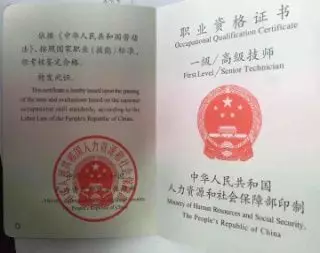 依据《中华人民共和国劳动
法》,按照国家职业(技能)标准,
经考核鉴定合格,
特发此证。
This certificate is hereby issued upon the passing
of the tests and evaluations based on the national
occupational skill standards, according to the
Labour Law of the People's Republic of China
职业资格证书
Occupational Qualification Certificate
一级/高级技师
First Level / Senior Technician
中华人民共和国
人力资源和社会保障部印制
Ministry of Human Resources and Social Security,
The People's Republic of China